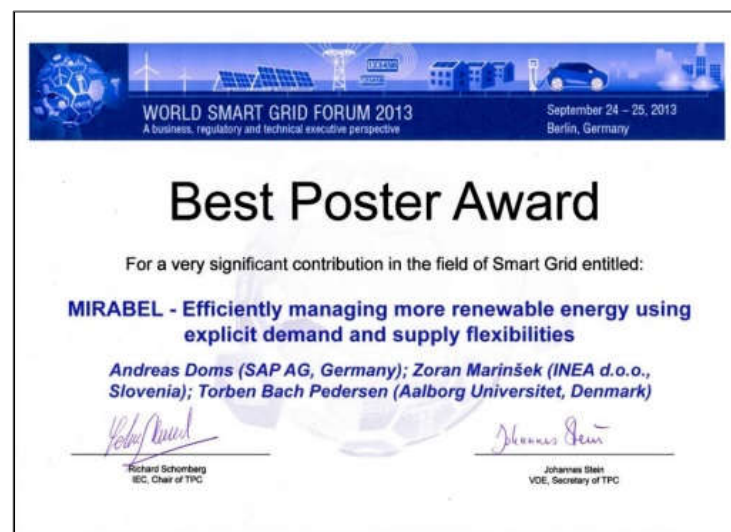 WORLD SMART GRID FORUM 2013
A business, regulatory and technical executive perspective
September 24 – 25, 2013
Berlin, Germany
Best Poster Award
For a very significant contribution in the field of Smart Grid entitled:
MIRABEL - Efficiently managing more renewable energy using
explicit demand and supply flexibilities
Andreas Doms (SAP AG, Germany); Zoran Marinšek (INEA d.o.o.,
Slovenia); Torben Bach Pedersen (Aalborg Universitet, Denmark)
Johannes Stein
Richard Schomberg
IEC, Chair of TPC
Johannes Stein
VDE, Secretary of TPC